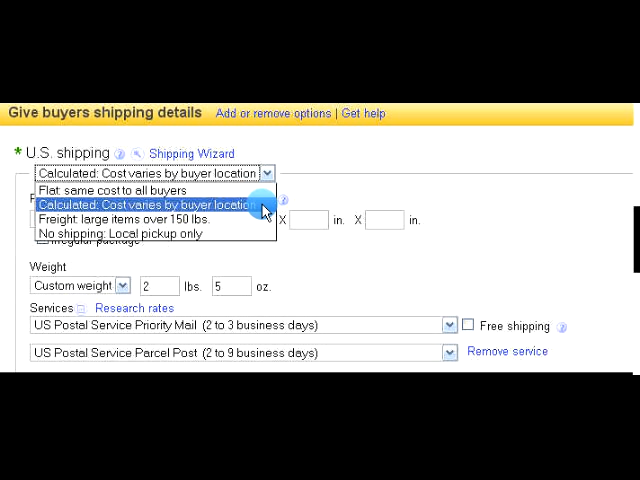 Give buyers shipping details Add or remove options | Get help
* U.S. shipping Shipping Wizard
Calculated: Cost varies by buyer location
Flat: same cost to all buyers
Calculated: Cost varies by buyer location
Freight: large items over 150 lbs.
No shipping: Local pickup only
X in. X in.
Irregular package
Weight
Custom weight 2 lbs. 5 oz.
Services Research rates
US Postal Service Priority Mail (2 to 3 business days) Free shipping
US Postal Service Parcel Post (2 to 9 business days) Remove service